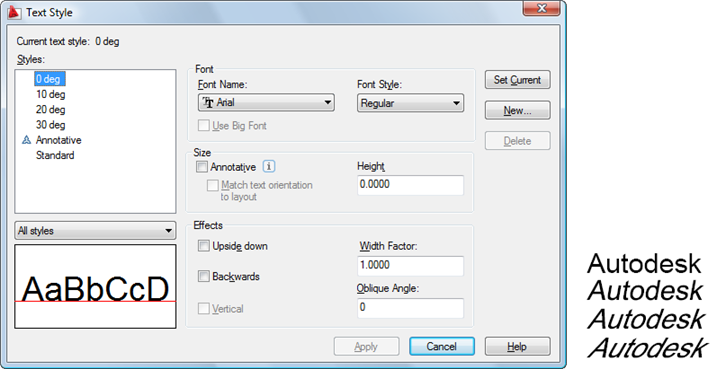 Text Style
Current text style: 0 deg
Styles:
0 deg
10 deg
20 deg
30 deg
Annotative
Standard
All styles
AaBbCcD
Font
Font Name:
Arial
Use Big Font
Font Style:
Regular
Size
Annotative
Match text orientation
to layout
Height
0.0000
Effects
Upside down
Backwards
Vertical
Width Factor:
1.0000
Oblique Angle:
0
Set Current
New...
Delete
Apply
Cancel
Help
Autodesk
Autodesk
Autodesk
Autodesk